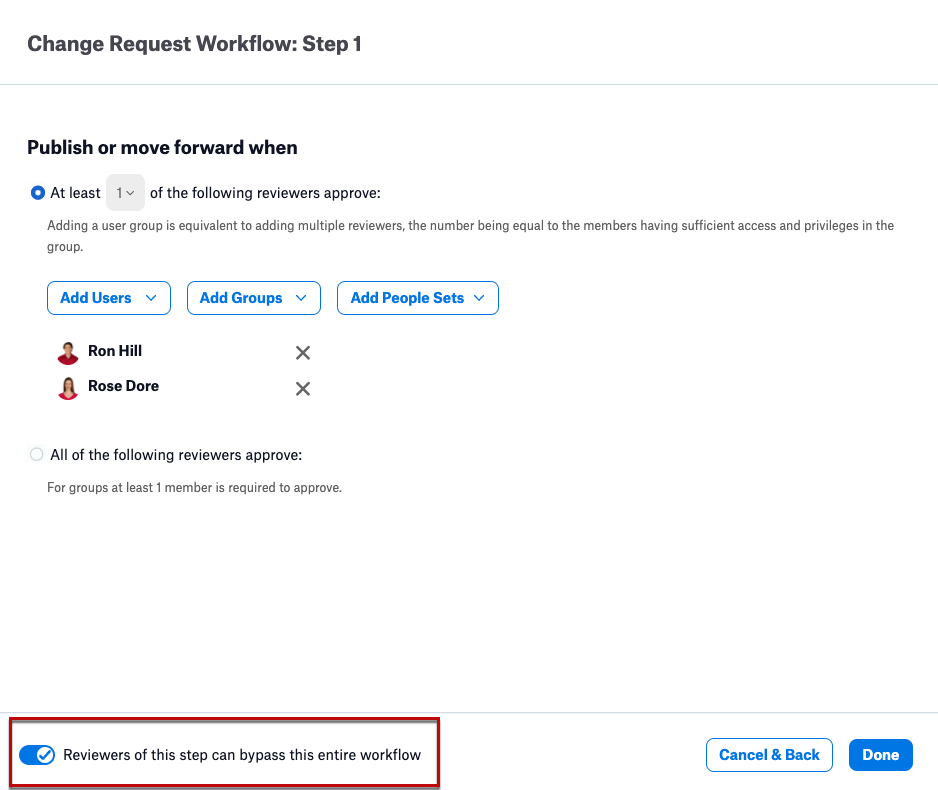 Change Request Workflow: Step 1
Publish or move forward when
At least 1 of the following reviewers approve:
Adding a user group is equivalent to adding multiple reviewers, the number being equal to the members having sufficient access and privileges in the
group.
Add Users Add Groups Add People Sets
Ron Hill
Rose Dore
All of the following reviewers approve:
For groups at least 1 member is required to approve.
Reviewers of this step can bypass this entire workflow Cancel & Back Done